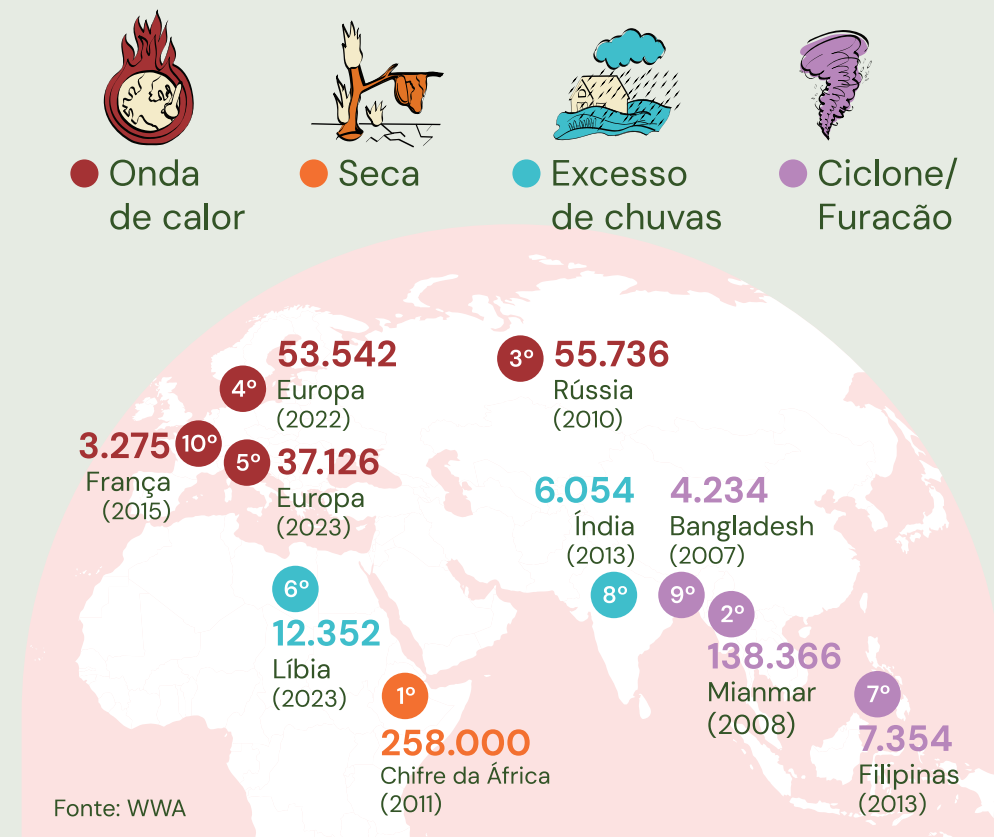 Onda
de calor
Seca
Excesso
de chuvas
Ciclone/
Furacão
4º
53.542
Europa
(2022)
3º
55.736
Rússia
(2010)
3.275
10º
França
(2015)
5º
37.126
Europa
(2023)
6.054
Índia
(2013)
8º
4.234
Bangladesh
(2007)
9º
6º
12.352
Líbia
(2023)
2º
138.366
Mianmar
(2008)
1º
258.000
Chifre da África
(2011)
7º
7.354
Filipinas
(2013)
Fonte: WWA